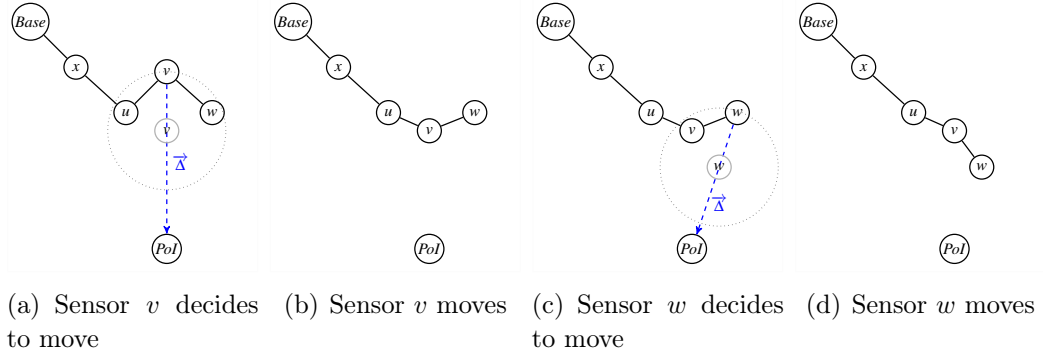 Base
x
v
u
w
v
Δ
PoI
(a) Sensor v decides
to move
Base
x
u
v
w
PoI
(b) Sensor v moves
Base
x
u
v
w
w
Δ
PoI
(c) Sensor w decides
to move
Base
x
u
v
w
PoI
(d) Sensor w moves